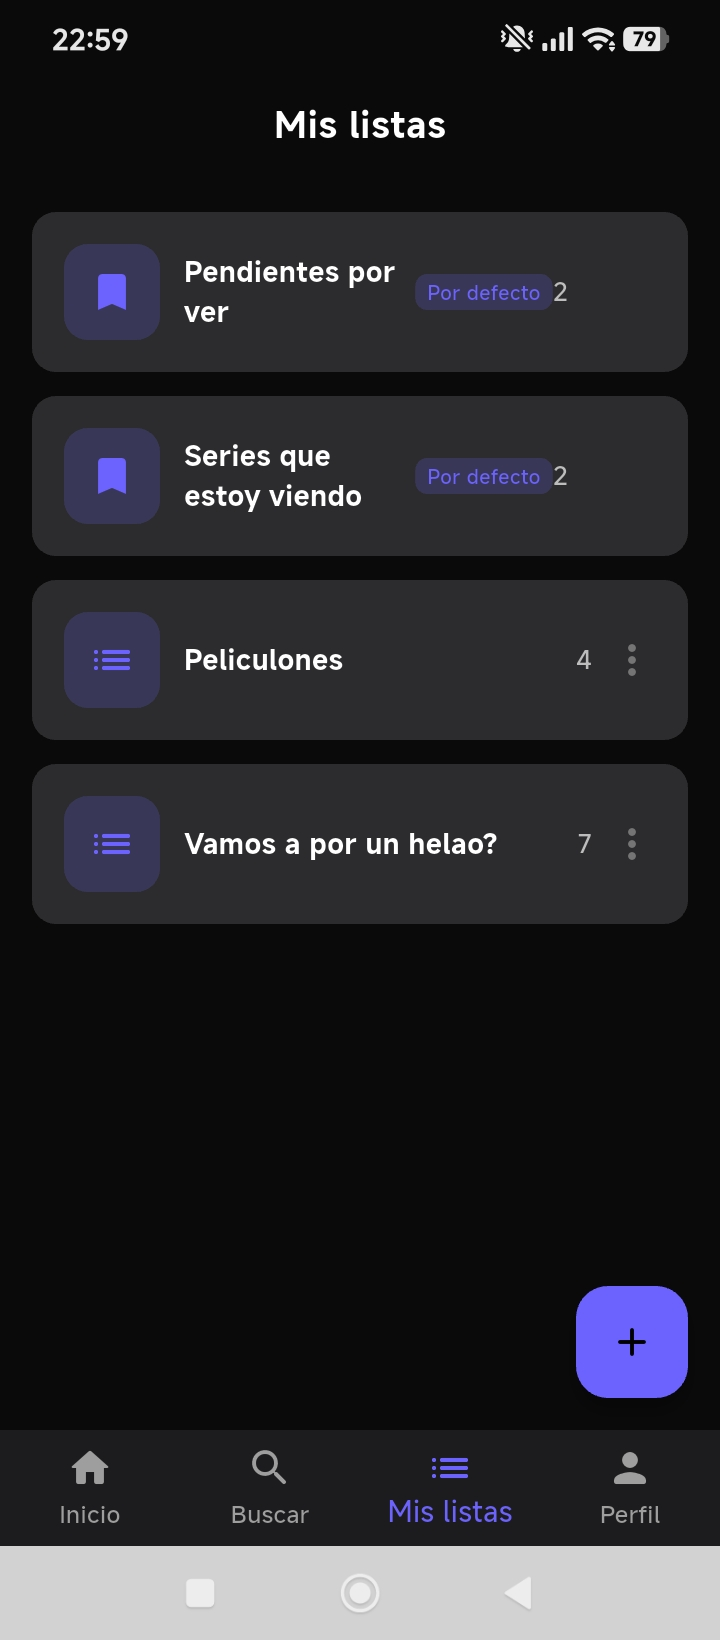 22:59
79
Mis listas
Pendientes por
ver
Por defecto 2
Series que
estoy viendo
Por defecto 2
Peliculones 4
Vamos a por un helao? 7
Inicio Buscar Mis listas Perfil